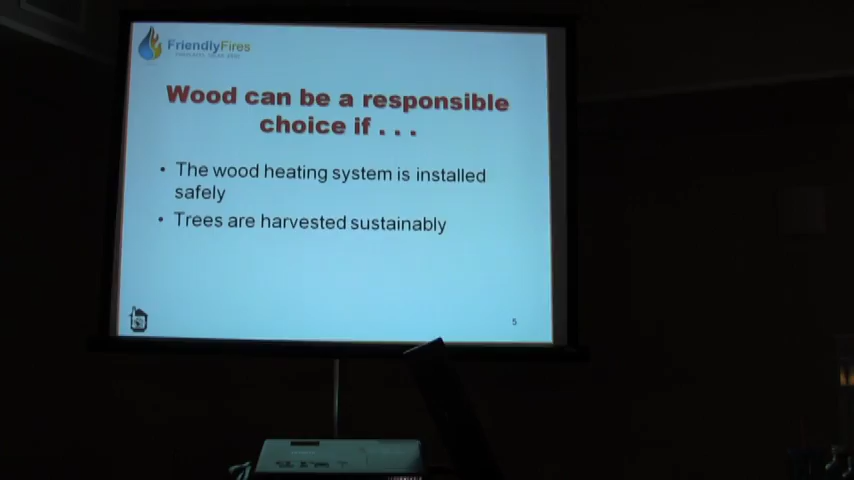 FriendlyFires
Wood can be a responsible
choice if . . .
• The wood heating system is installed
safely
• Trees are harvested sustainably
5